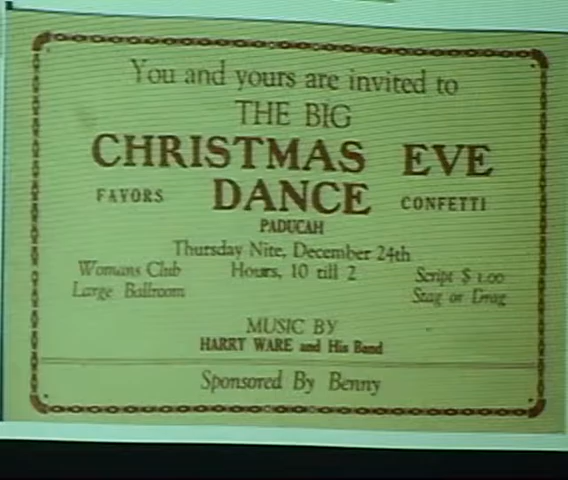 You and yours are invited to
THE BIG
CHRISTMAS EVE
FAVORS DANCE CONFETTI
PADUCAH
Thursday Nite, December 24th
Womans Club Hours, 10 till 2 Script $ 1.00
Large Ballroom Stag or Drag
MUSIC BY
HARRY WARE and His Band
Sponsored By Benny